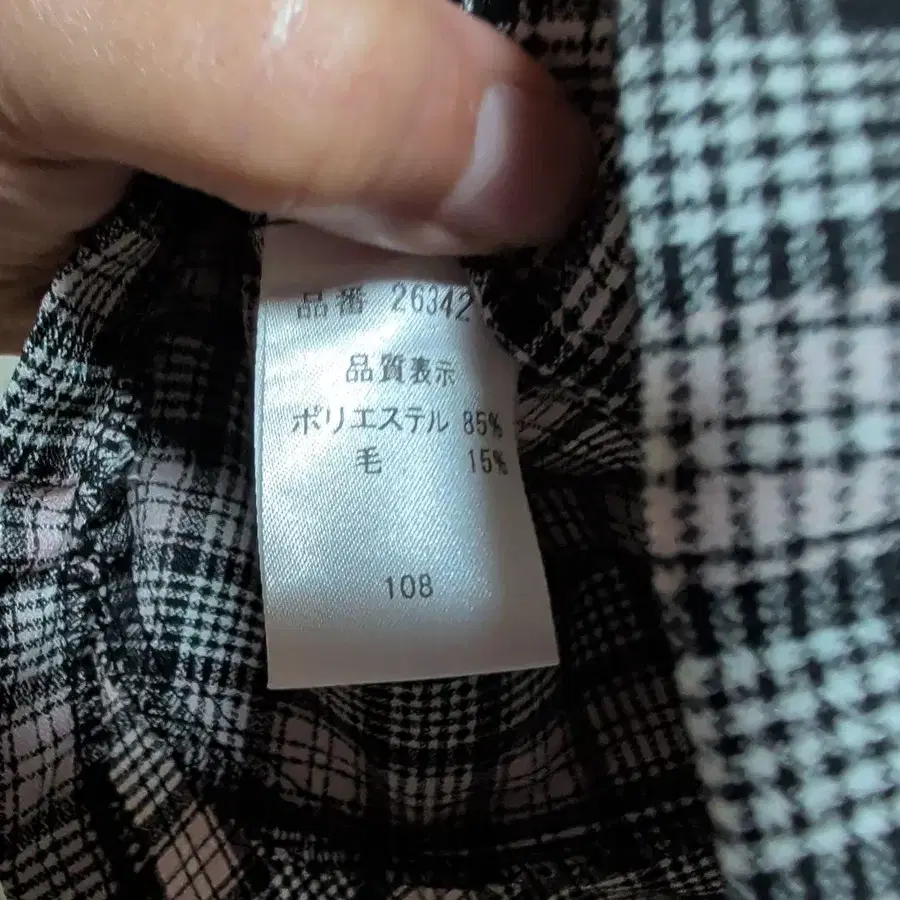 品番 26342
品質表示
ポリエステル 85%
毛 15%
108